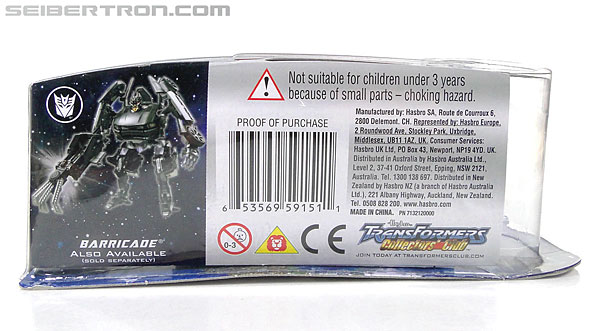 SEIBERTRON.COM
Not suitable for children under 3 years
because of small parts – choking hazard.
PROOF OF PURCHASE
6 53569 59151 1
Manufactured by: Hasbro SA, Route de Courroux 6,
2800 Delemont. CH. Represented by: Hasbro Europe,
2 Roundwood Ave, Stockley Park, Uxbridge,
Middlesex, UB11 1AZ. UK. Consumer Services:
Hasbro UK Ltd, PO Box 43, Newport, NP19 4YD. UK.
Distributed in Australia by Hasbro Australia Ltd.,
Level 2, 37-41 Oxford Street, Epping, NSW 2121,
Australia. Tel. 1300 138 697. Distributed in New
Zealand by Hasbro NZ (a branch of Hasbro Australia
Ltd.), 221 Albany Highway, Auckland, New Zealand.
Tel. 0508 828 200. www.hasbro.com
MADE IN CHINA. PN 7132120000
BARRICADE
ALSO AVAILABLE
(SOLD SEPARATELY)
0-3
CE
TRANSFORMERS
Collectors' Club
JOIN TODAY AT TRANSFORMERSCLUB.COM